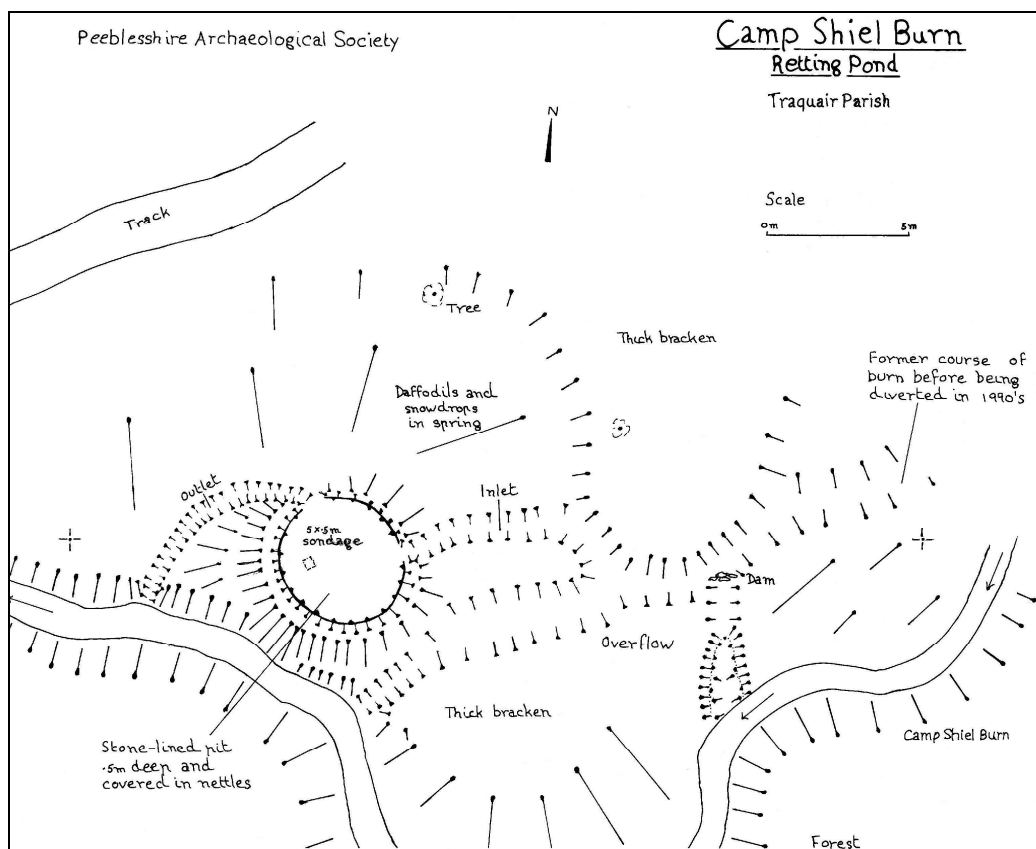 Peeblesshire Archaeological Society
Camp Shiel Burn
Retting Pond
Traquair Parish
N
Scale
0m 5m
Track
Tree
Thick bracken
Former course of
burn before being
diverted in 1990's
Daffodils and
snowdrops
in spring
Outlet
Inlet
.5×.5m
sondage
Dam
Overflow
Thick bracken
Camp Shiel Burn
Stone-lined pit
.5m deep and
covered in nettles
Forest